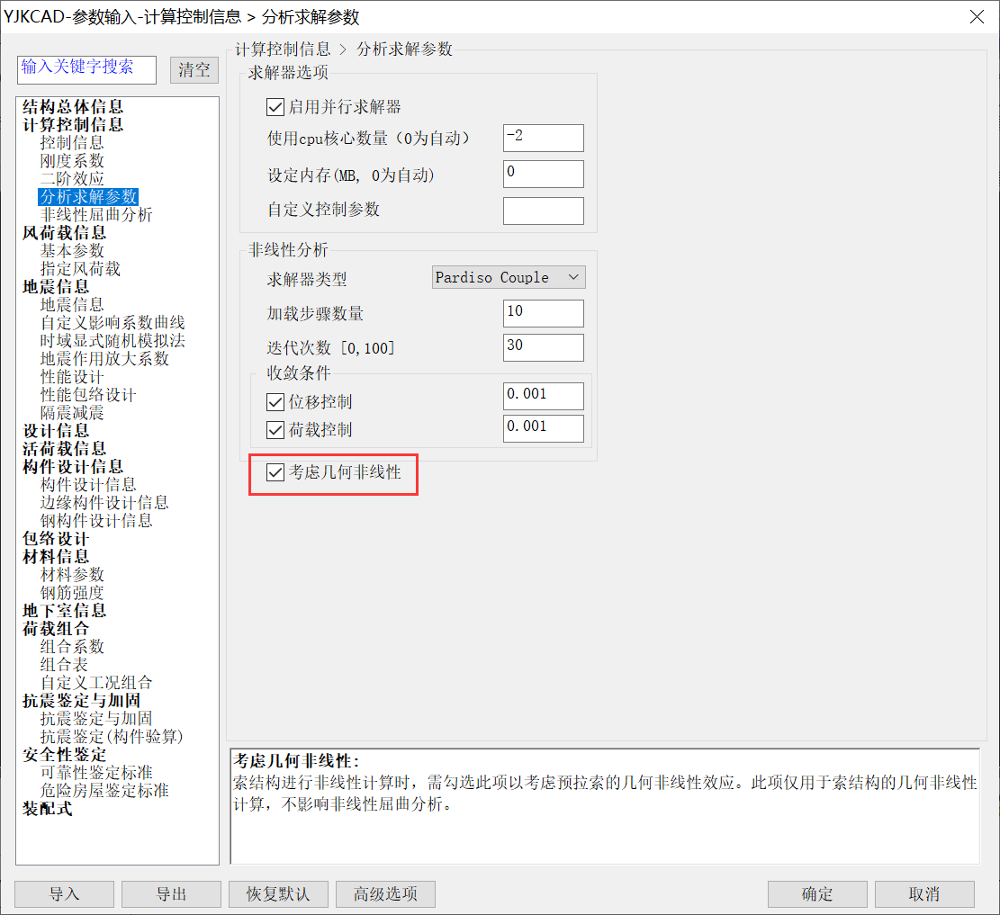 YJKCAD-参数输入-计算控制信息 > 分析求解参数
输入关键字搜索
清空
结构总体信息
计算控制信息
控制信息
刚度系数
二阶效应
分析求解参数
非线性屈曲分析
风荷载信息
基本参数
指定风荷载
地震信息
地震信息
自定义影响系数曲线
时域显式随机模拟法
地震作用放大系数
性能设计
性能包络设计
隔震减震
设计信息
活荷载信息
构件设计信息
构件设计信息
边缘构件设计信息
钢构件设计信息
包络设计
材料信息
材料参数
钢筋强度
地下室信息
荷载组合
组合系数
组合表
自定义工况组合
抗震鉴定与加固
抗震鉴定与加固
抗震鉴定(构件验算)
安全性鉴定
可靠性鉴定标准
危险房屋鉴定标准
装配式
计算控制信息 > 分析求解参数
求解器选项
启用并行求解器
使用cpu核心数量（0为自动） -2
设定内存(MB, 0为自动) 0
自定义控制参数
非线性分析
求解器类型 Pardiso Couple
加载步骤数量 10
迭代次数 [0,100] 30
收敛条件
位移控制 0.001
荷载控制 0.001
考虑几何非线性
考虑几何非线性:
索结构进行非线性计算时，需勾选此项以考虑预拉索的几何非线性效应。此项仅用于索结构的几何非线性
计算，不影响非线性屈曲分析。
导入 导出 恢复默认 高级选项 确定 取消